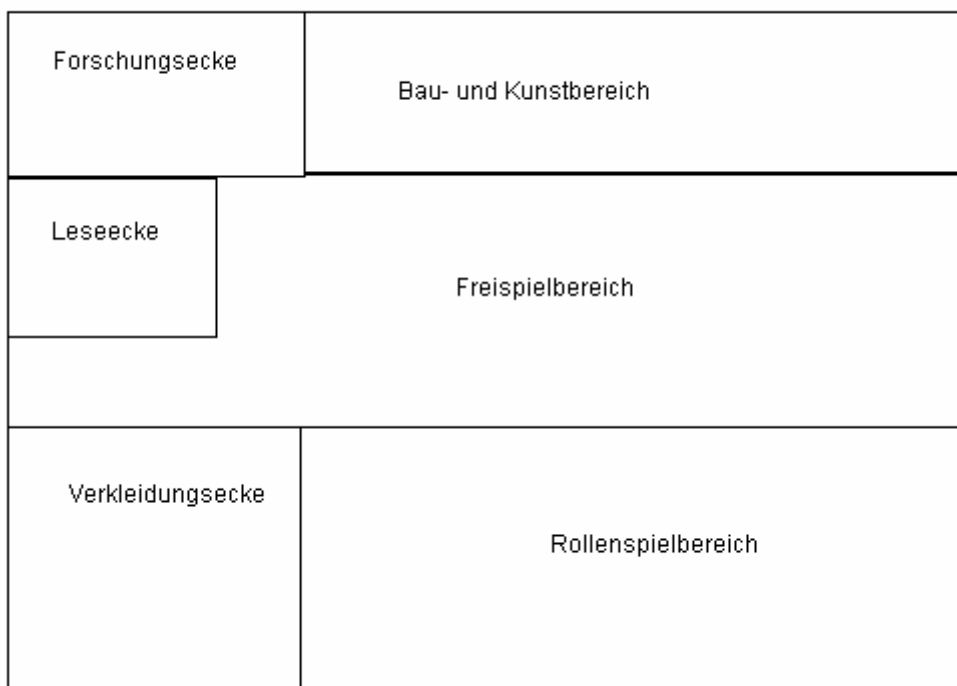 Forschungsecke
Bau- und Kunstbereich
Leseecke
Freispielbereich
Verkleidungsecke
Rollenspielbereich